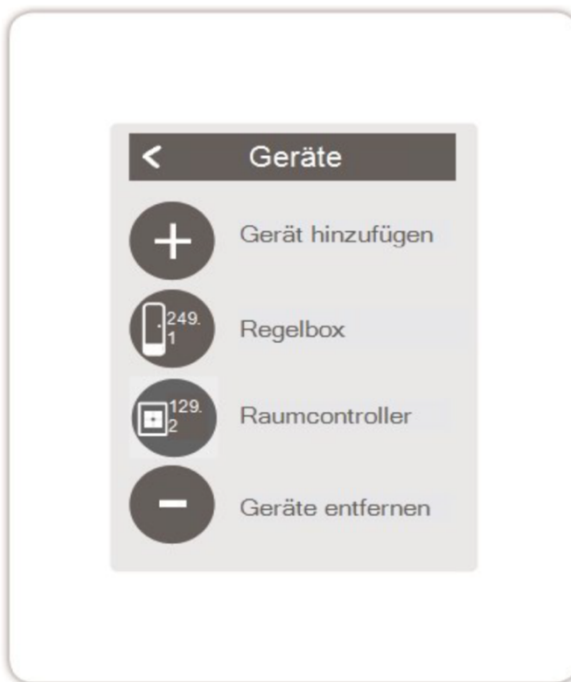 Geräte
Gerät hinzufügen
249.
1
Regelbox
129.
2
Raumcontroller
Geräte entfernen